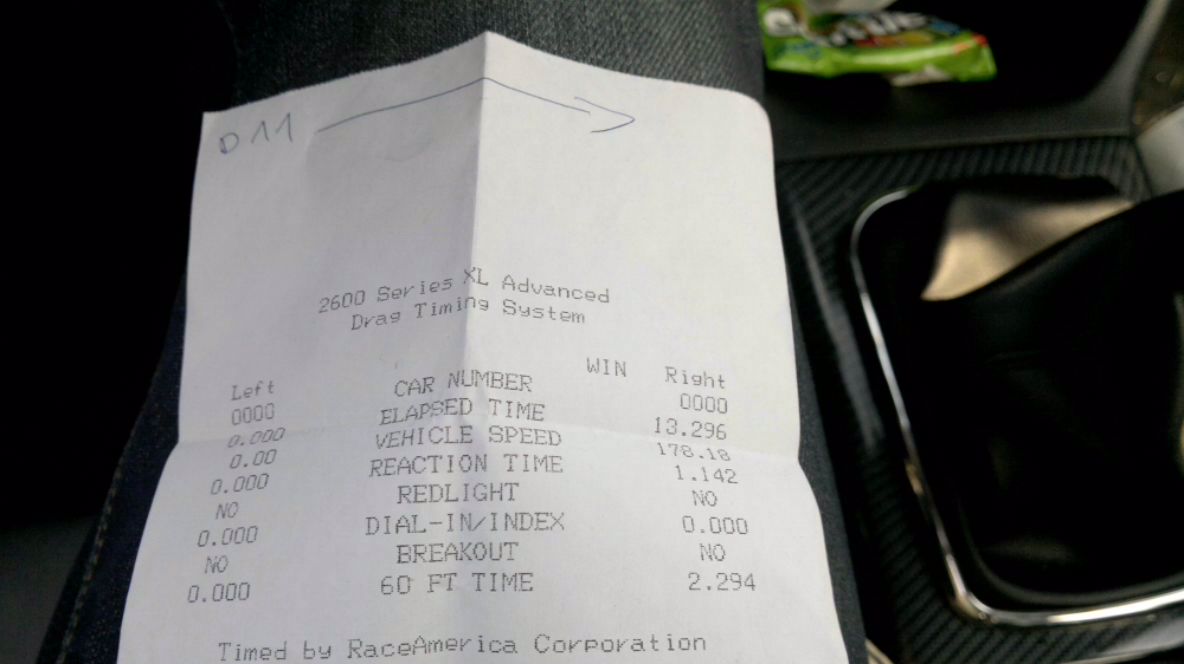 D11
2600 Series XL Advanced
Drag Timing System
WIN
Left Right
0000 CAR NUMBER 0000
0.000 ELAPSED TIME 13.296
0.00 VEHICLE SPEED 178.18
0.000 REACTION TIME 1.142
NO REDLIGHT NO
0.000 DIAL-IN/INDEX 0.000
NO BREAKOUT NO
0.000 60 FT TIME 2.294
Timed by RaceAmerica Corporation